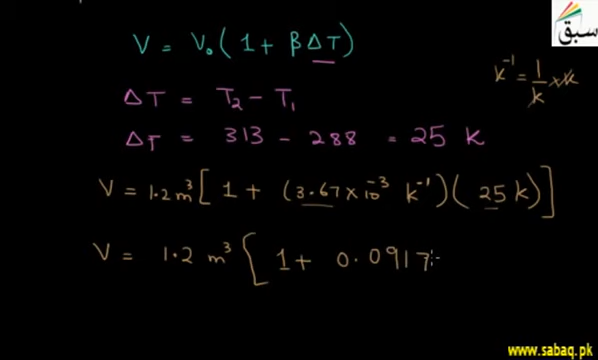 سبق
V = V₀ ( 1 + β ΔT )
k⁻¹ = 1/k × k
ΔT = T₂ - T₁
ΔT = 313 - 288 = 25 K
V = 1.2 m³ [ 1 + (3.67 × 10⁻³ k⁻¹) ( 25 k) ]
V = 1.2 m³ [ 1 + 0.0917
www.sabaq.pk